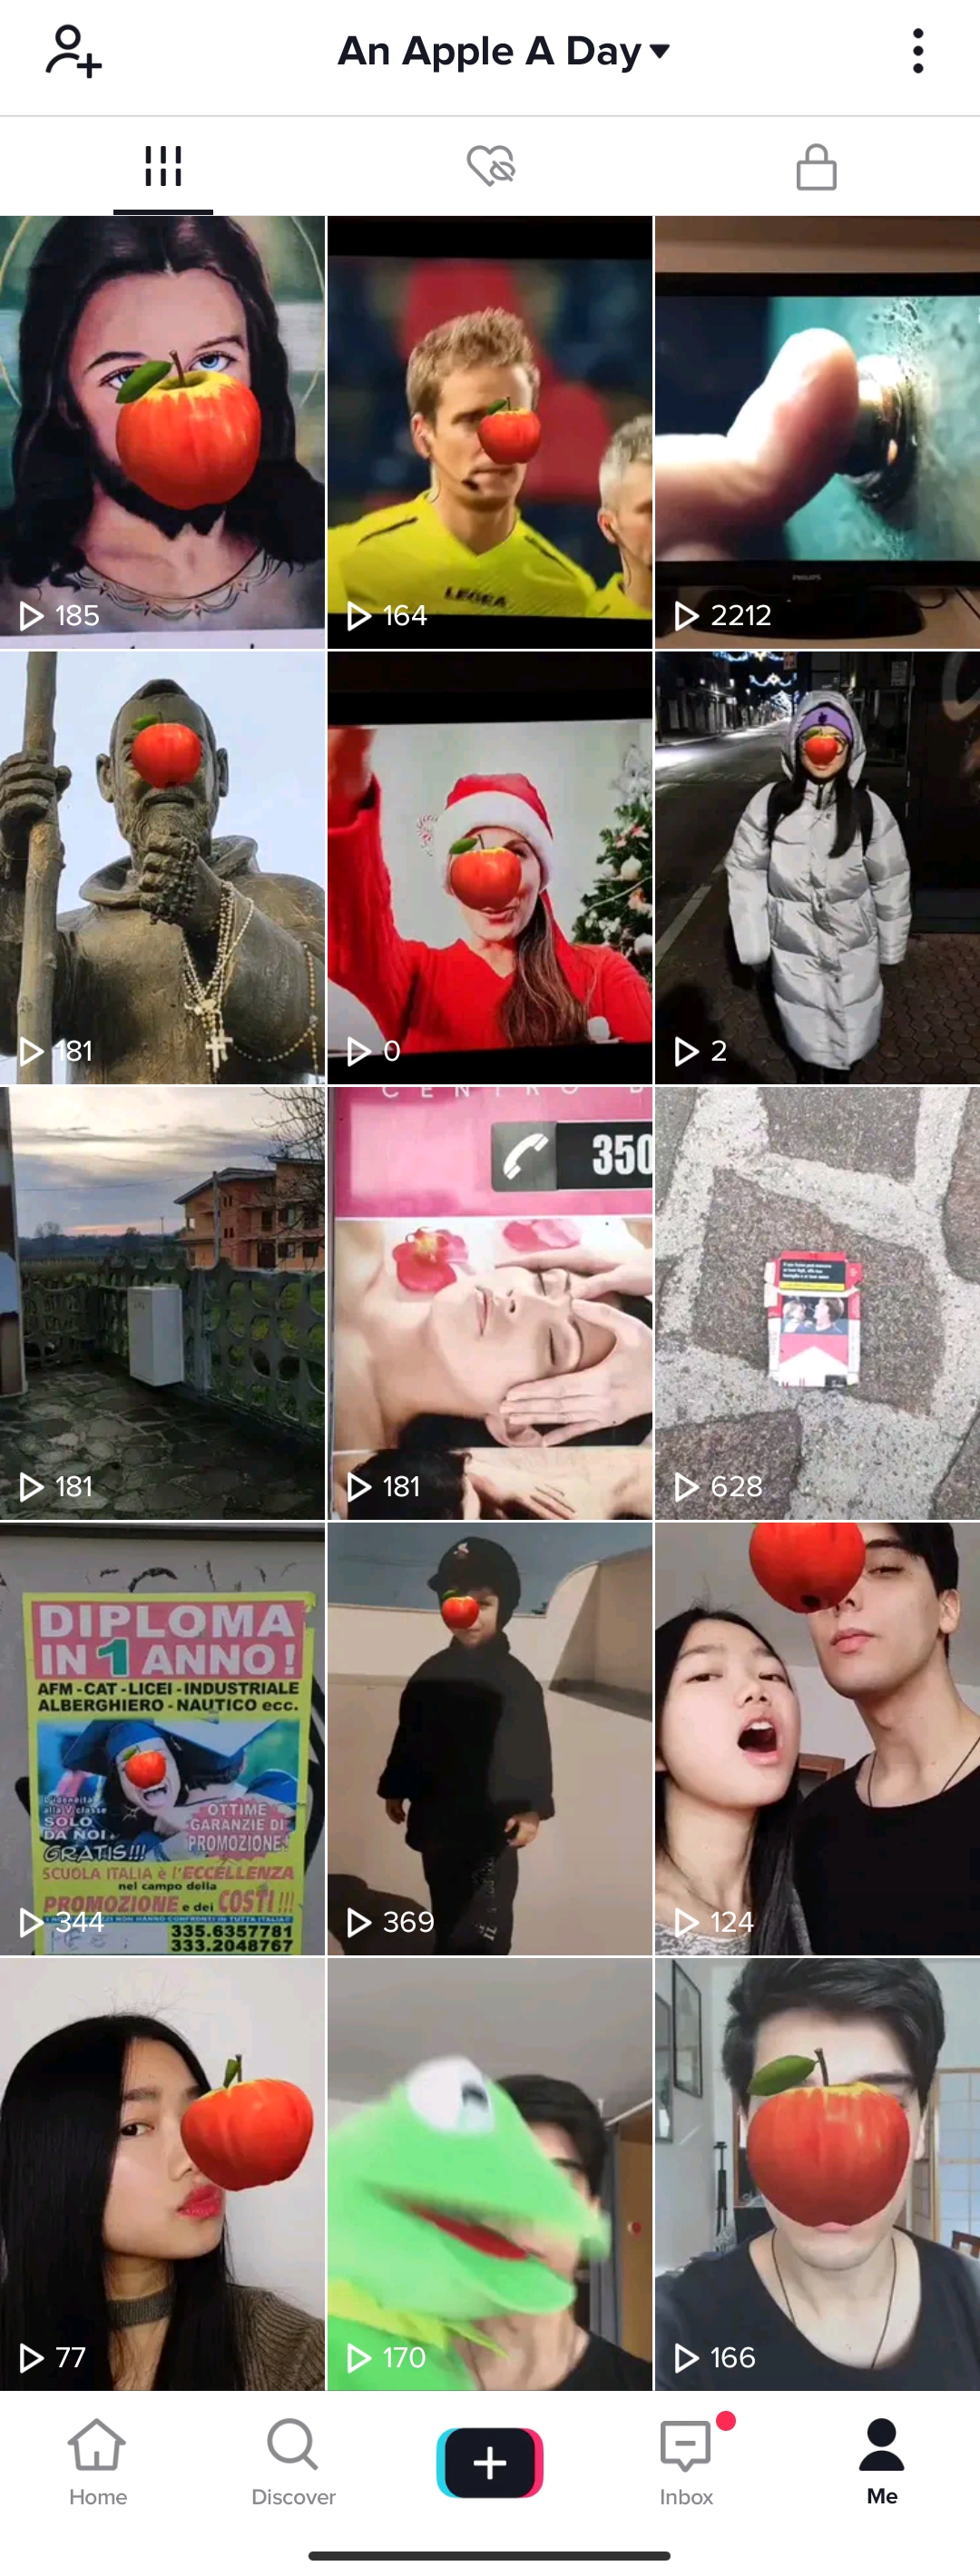 An Apple A Day
185
LEGEA
164
PHILIPS
2212
181
0
2
181
CENTRO
350
181
628
DIPLOMA
IN 1 ANNO!
AFM - CAT - LICEI - INDUSTRIALE
ALBERGHIERO - NAUTICO ecc.
alla V classe
SOLO
DA NOI
GRATIS!!!
OTTIME
GARANZIE DI
PROMOZIONE!
SCUOLA ITALIA è l'ECCELLENZA
nel campo della
PROMOZIONE e dei COSTI!!!
335.6357781
333.2048767
344
369
124
77
170
166
Home
Discover
Inbox
Me